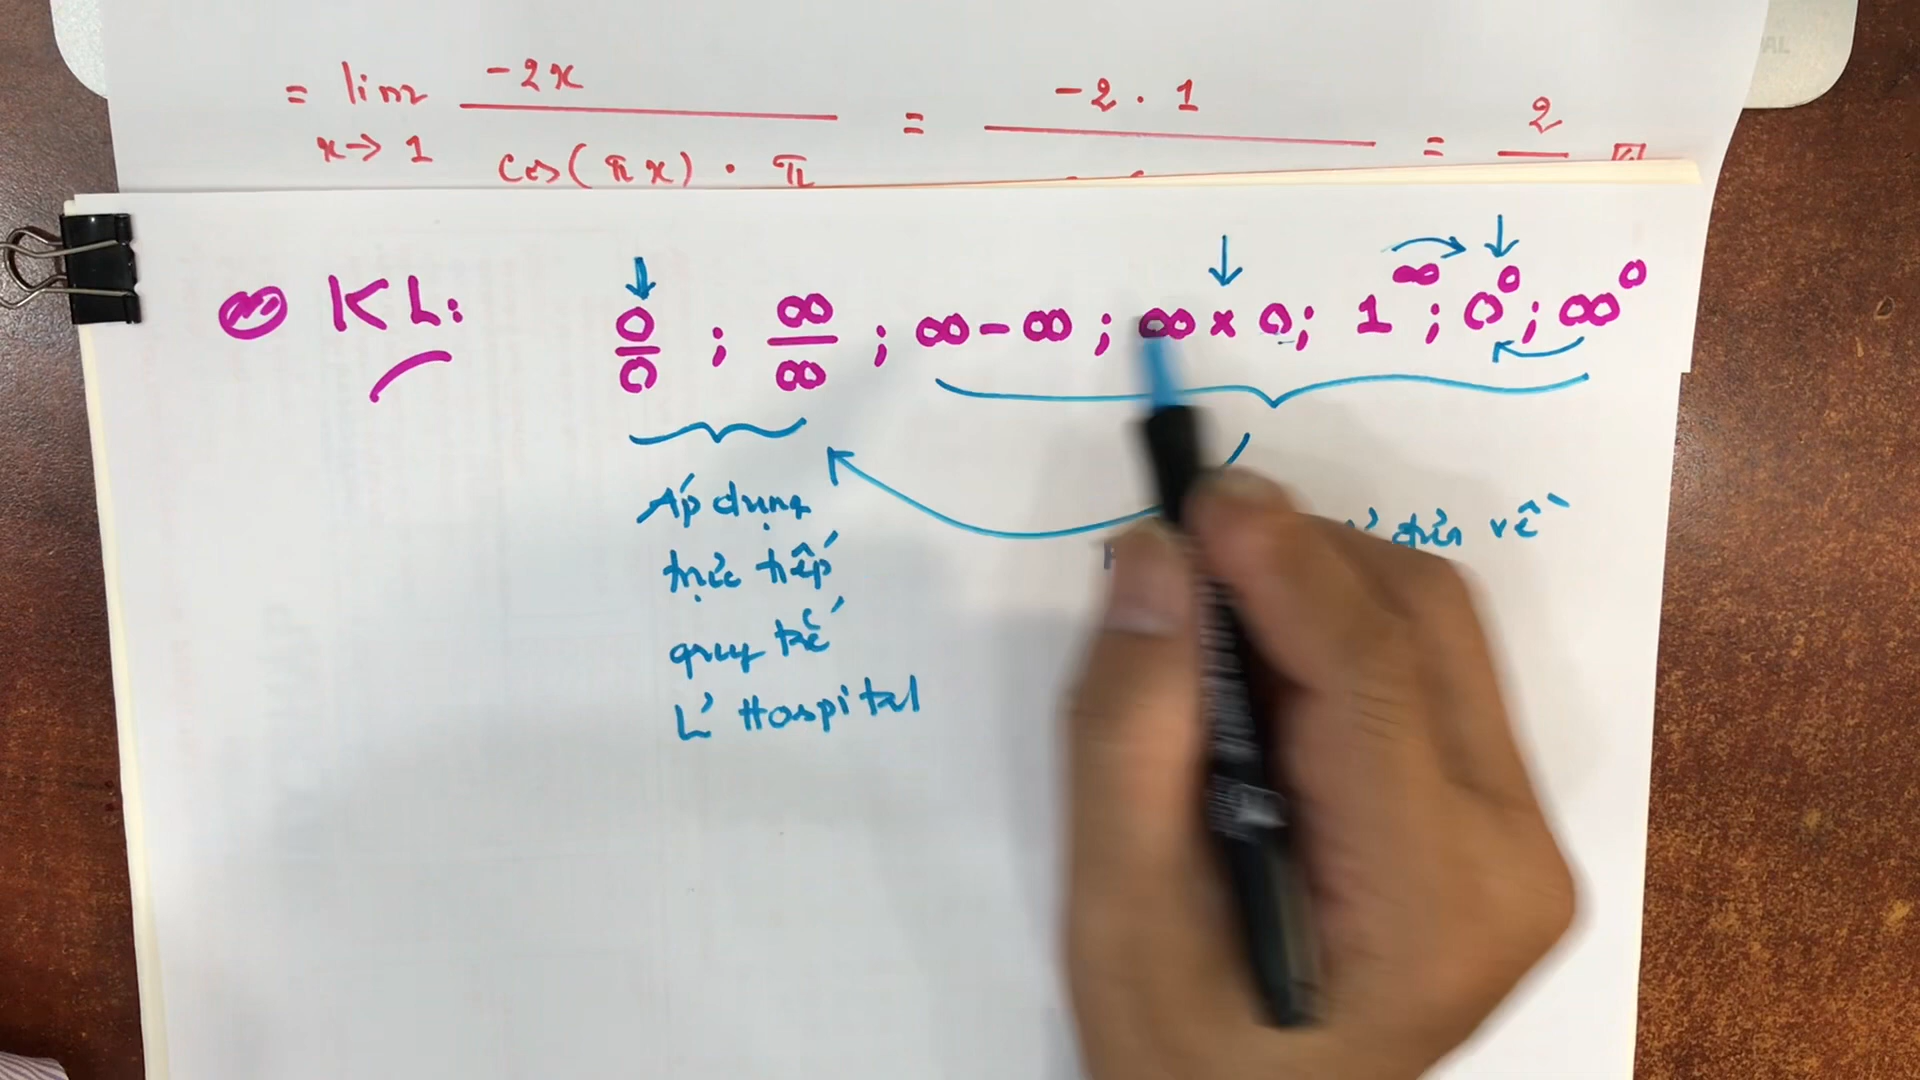 = lim x→1 -2x / cos(πx) · π = -2 . 1 = 2
KL: 0/0 ; ∞/∞ ; ∞ - ∞ ; ∞ x 0 ; 1^∞ ; 0^0 ; ∞^0
Áp dụng
trực tiếp
quy tắc
L' Hospital
về